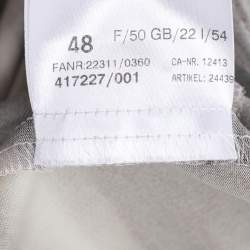 48 F/50 GB/22 I/54
FANR:22311/0360 CA-NR. 12413
417227/001 ARTIKEL: 24439